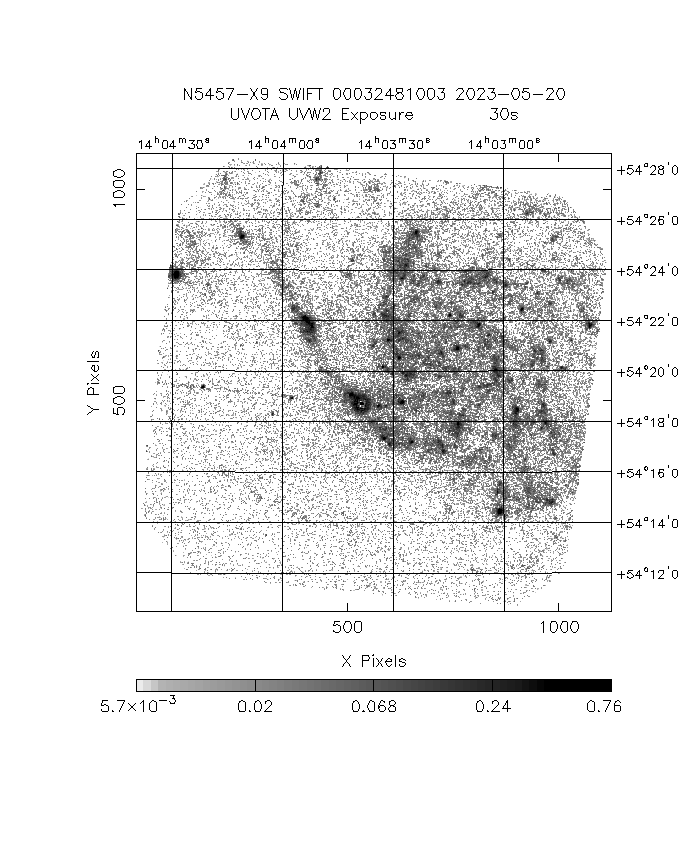 N5457-X9 SWIFT 00032481003 2023-05-20
UVOTA UVW2 Exposure 30s
14ʰ04ᵐ30ˢ 14ʰ04ᵐ00ˢ 14ʰ03ᵐ30ˢ 14ʰ03ᵐ00ˢ
+54°28'0
+54°26'0
+54°24'0
+54°22'0
+54°20'0
+54°18'0
+54°16'0
+54°14'0
+54°12'0
1000
500
Y Pixels
500 1000
X Pixels
5.7×10⁻³ 0.02 0.068 0.24 0.76